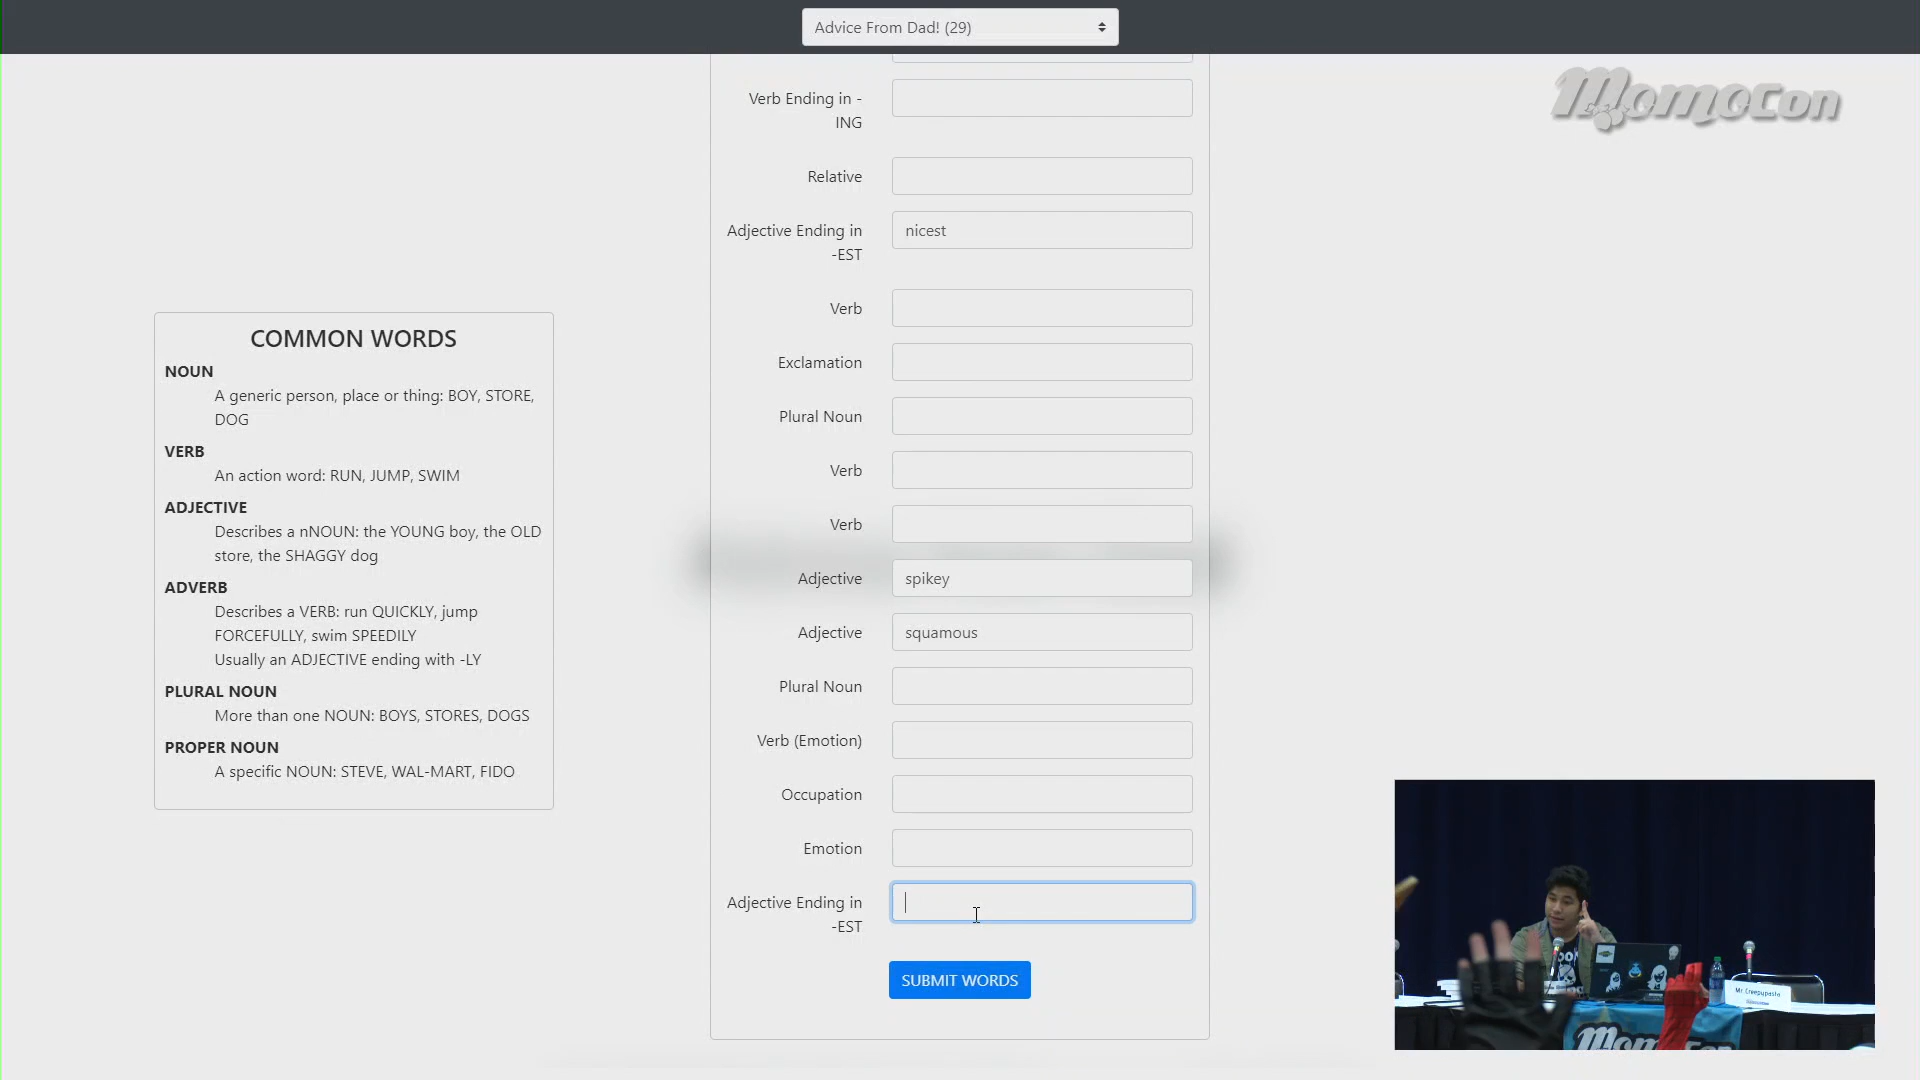 Advice From Dad! (29)
MomoCon
Verb Ending in -
ING
Relative
Adjective Ending in
-EST
nicest
Verb
Exclamation
Plural Noun
Verb
Verb
Adjective
spikey
Adjective
squamous
Plural Noun
Verb (Emotion)
Occupation
Emotion
Adjective Ending in
-EST
SUBMIT WORDS
COMMON WORDS
NOUN
A generic person, place or thing: BOY, STORE,
DOG
VERB
An action word: RUN, JUMP, SWIM
ADJECTIVE
Describes a nNOUN: the YOUNG boy, the OLD
store, the SHAGGY dog
ADVERB
Describes a VERB: run QUICKLY, jump
FORCEFULLY, swim SPEEDILY
Usually an ADJECTIVE ending with -LY
PLURAL NOUN
More than one NOUN: BOYS, STORES, DOGS
PROPER NOUN
A specific NOUN: STEVE, WAL-MART, FIDO
Mr Creepypasta
MomoCon